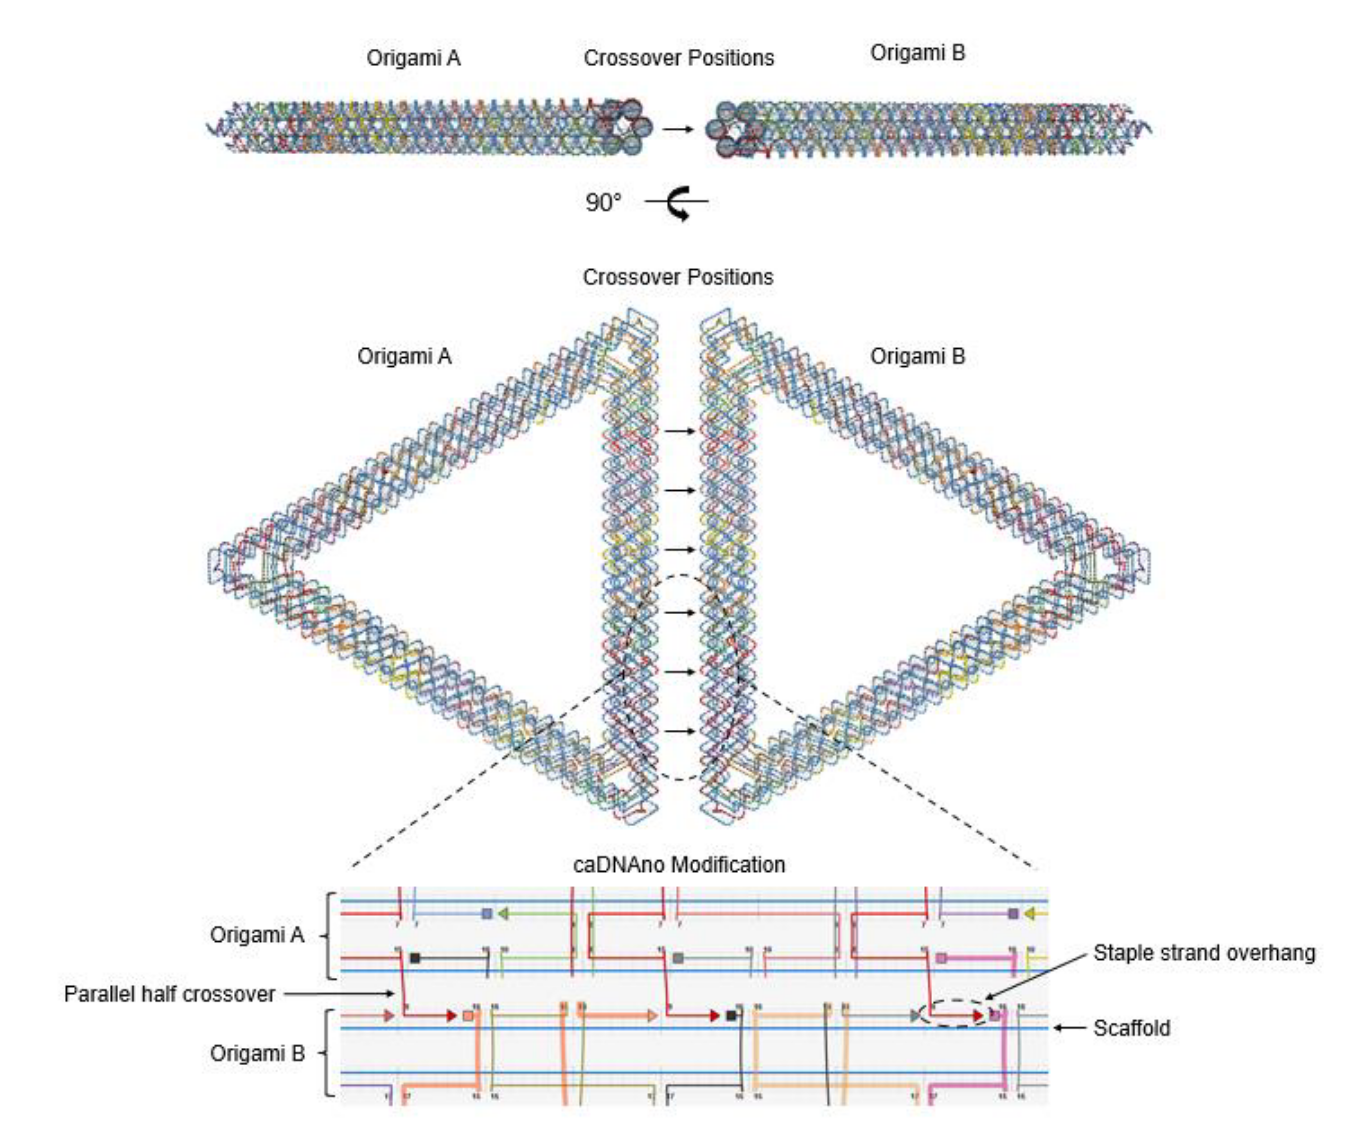 Origami A
Crossover Positions
Origami B
90°
Crossover Positions
Origami A
Origami B
caDNAno Modification
Origami A
Staple strand overhang
Parallel half crossover
Scaffold
Origami B